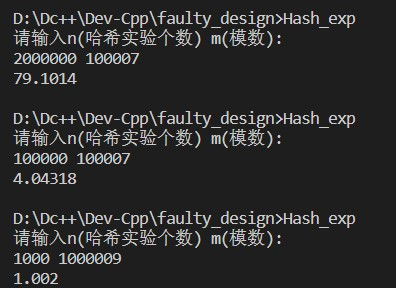 D:\Dc++\Dev-Cpp\faulty_design>Hash_exp
请输入n(哈希实验个数) m(模数):
2000000 100007
79.1014
D:\Dc++\Dev-Cpp\faulty_design>Hash_exp
请输入n(哈希实验个数) m(模数):
100000 100007
4.04318
D:\Dc++\Dev-Cpp\faulty_design>Hash_exp
请输入n(哈希实验个数) m(模数):
1000 1000009
1.002